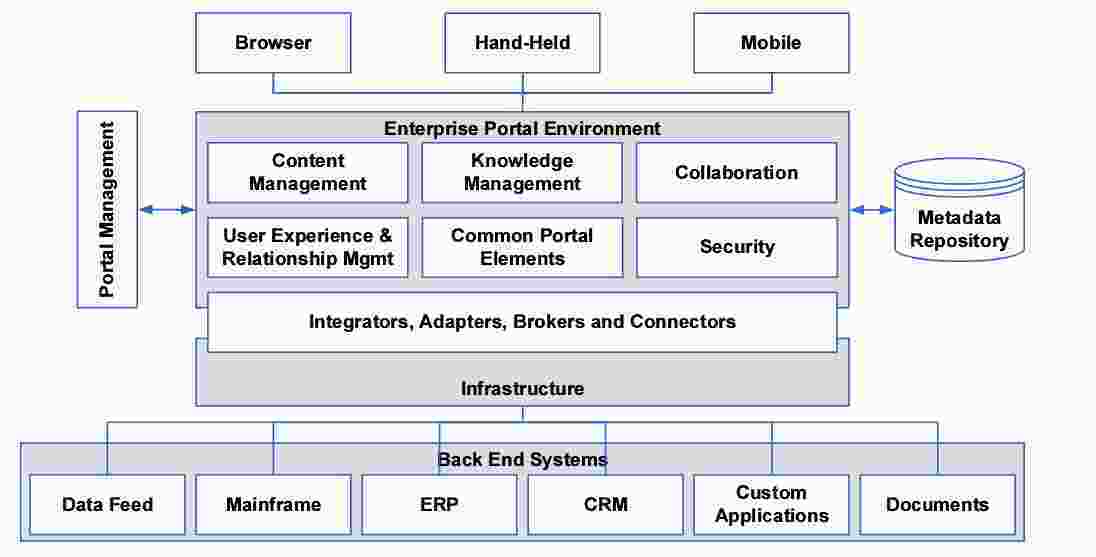 Browser
Hand-Held
Mobile
Portal Management
Enterprise Portal Environment
Content
Management
Knowledge
Management
Collaboration
User Experience &
Relationship Mgmt
Common Portal
Elements
Security
Metadata
Repository
Integrators, Adapters, Brokers and Connectors
Infrastructure
Back End Systems
Data Feed
Mainframe
ERP
CRM
Custom
Applications
Documents